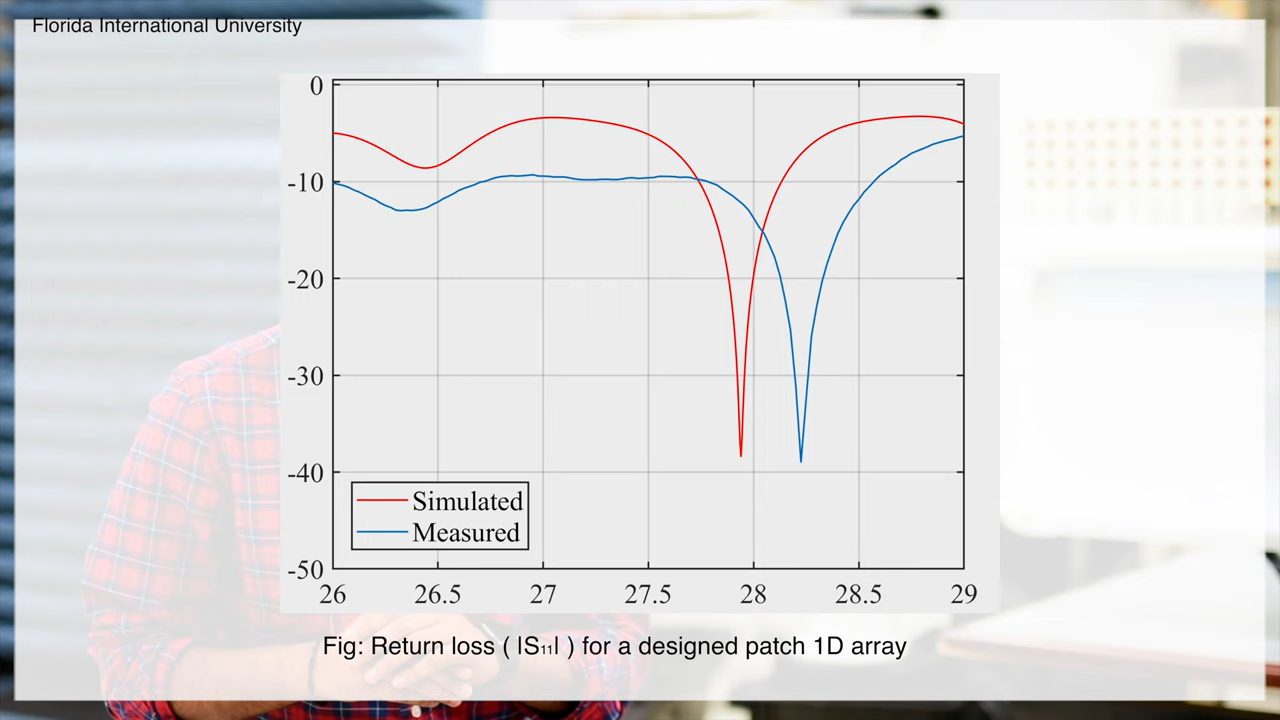 Florida International University
0
-10
-20
-30
-40
-50
Simulated
Measured
26 26.5 27 27.5 28 28.5 29
Fig: Return loss ( |S₁₁| ) for a designed patch 1D array